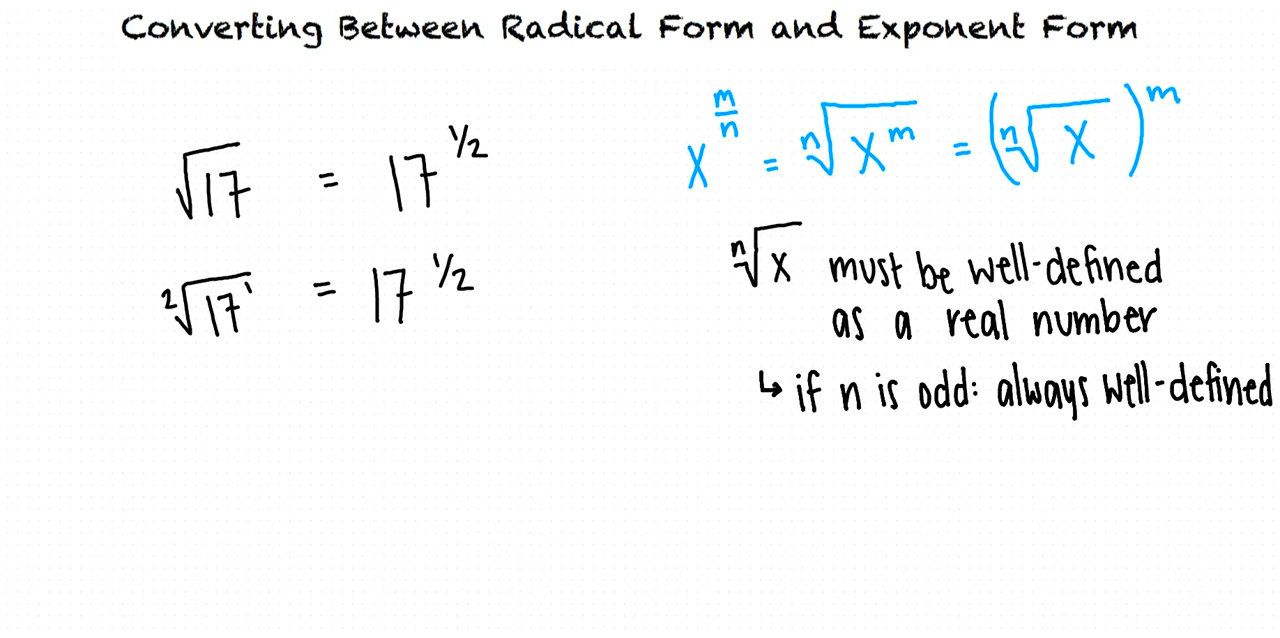 Converting Between Radical Form and Exponent Form
√17 = 17^(1/2)
²√17¹ = 17^(1/2)
x^(m/n) = ⁿ√x^m = (ⁿ√x)^m
ⁿ√x must be well-defined
as a real number
↳ if n is odd: always well-defined